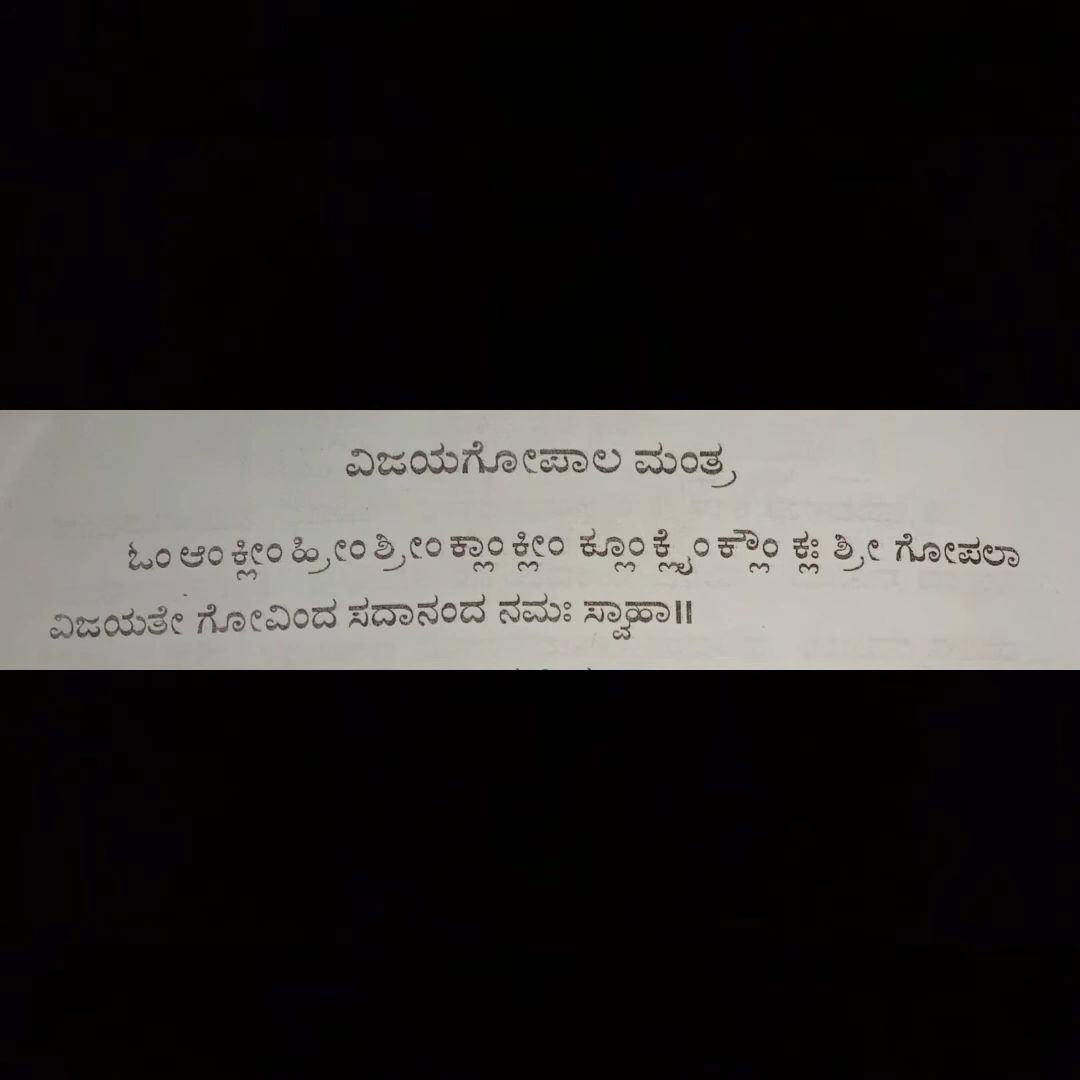 ವಿಜಯಗೋಪಾಲ ಮಂತ್ರ
ಓಂ ಆಂ ಕ್ಲೀಂ ಹ್ರೀಂ ಶ್ರೀಂ ಕ್ಲಾಂ ಕ್ಲೀಂ ಕ್ಲೂಂ ಕ್ಲೈಂ ಕ್ಲೌಂ ಕ್ಲಃ ಶ್ರೀ ಗೋಪಲಾ
ವಿಜಯತೇ ಗೋವಿಂದ ಸದಾನಂದ ನಮಃ ಸ್ವಾಹಾ||